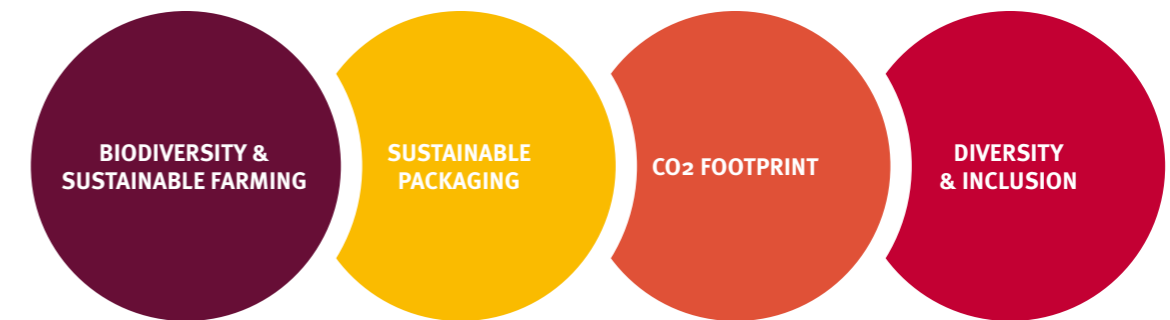 BIODIVERSITY &
SUSTAINABLE FARMING
SUSTAINABLE
PACKAGING
CO2 FOOTPRINT
DIVERSITY
& INCLUSION